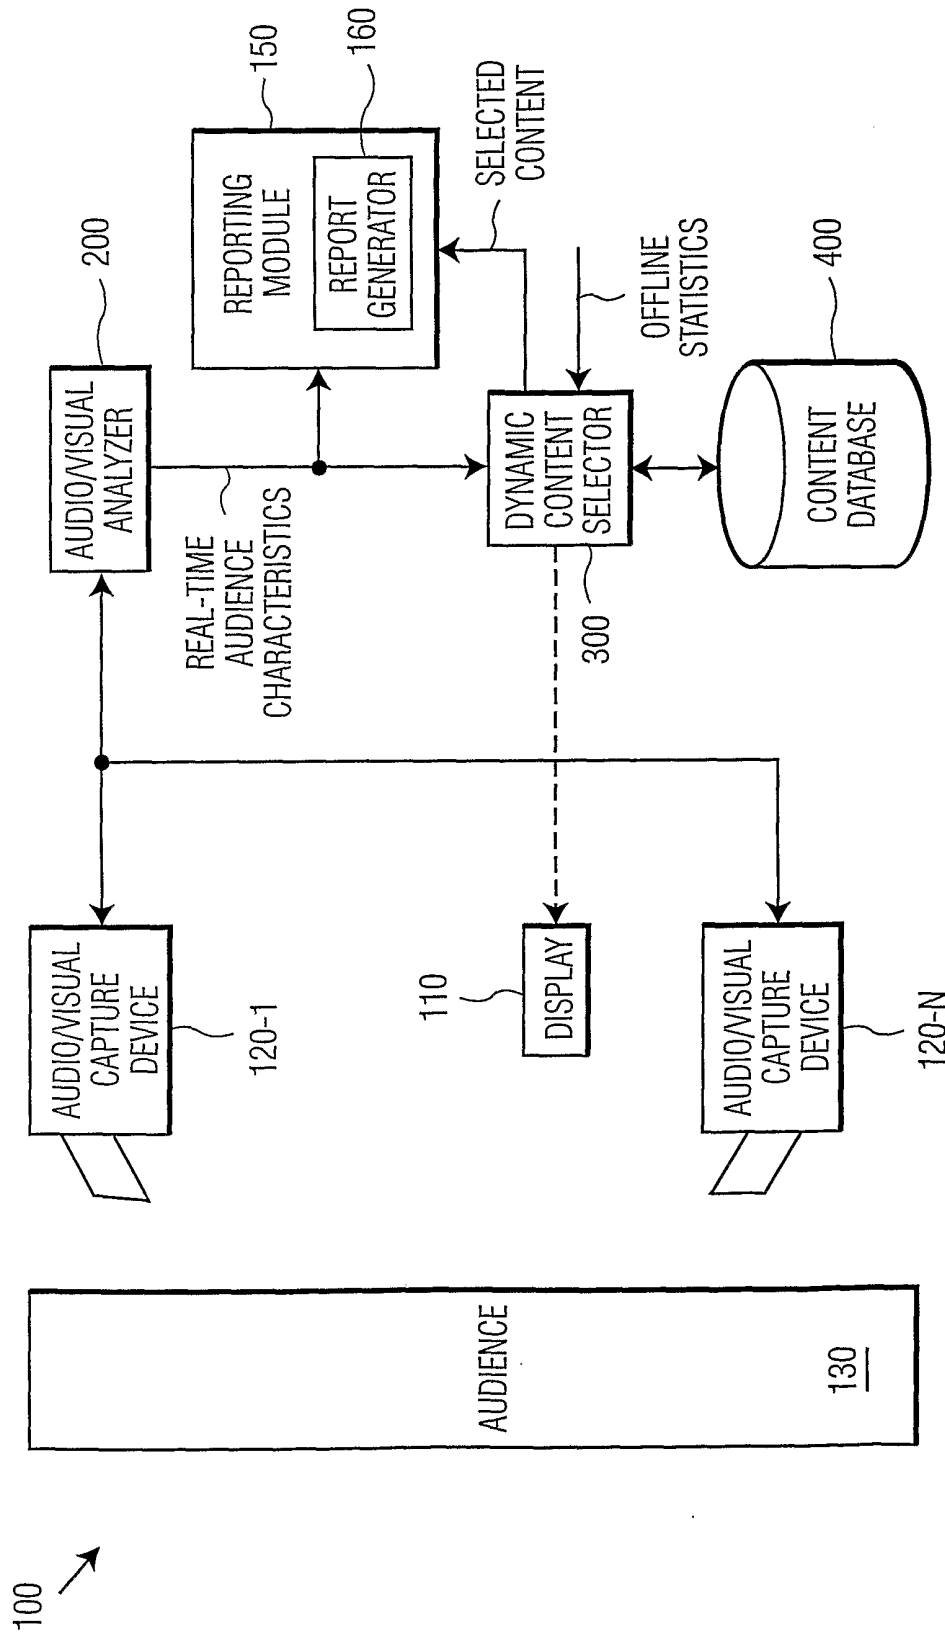 100
AUDIENCE
130
AUDIO/VISUAL
CAPTURE
DEVICE
120-1
110
DISPLAY
AUDIO/VISUAL
CAPTURE
DEVICE
120-N
AUDIO/VISUAL
ANALYZER
200
REAL-TIME
AUDIENCE
CHARACTERISTICS
REPORTING
MODULE
150
REPORT
GENERATOR
160
SELECTED
CONTENT
DYNAMIC
CONTENT
SELECTOR
300
OFFLINE
STATISTICS
CONTENT
DATABASE
400